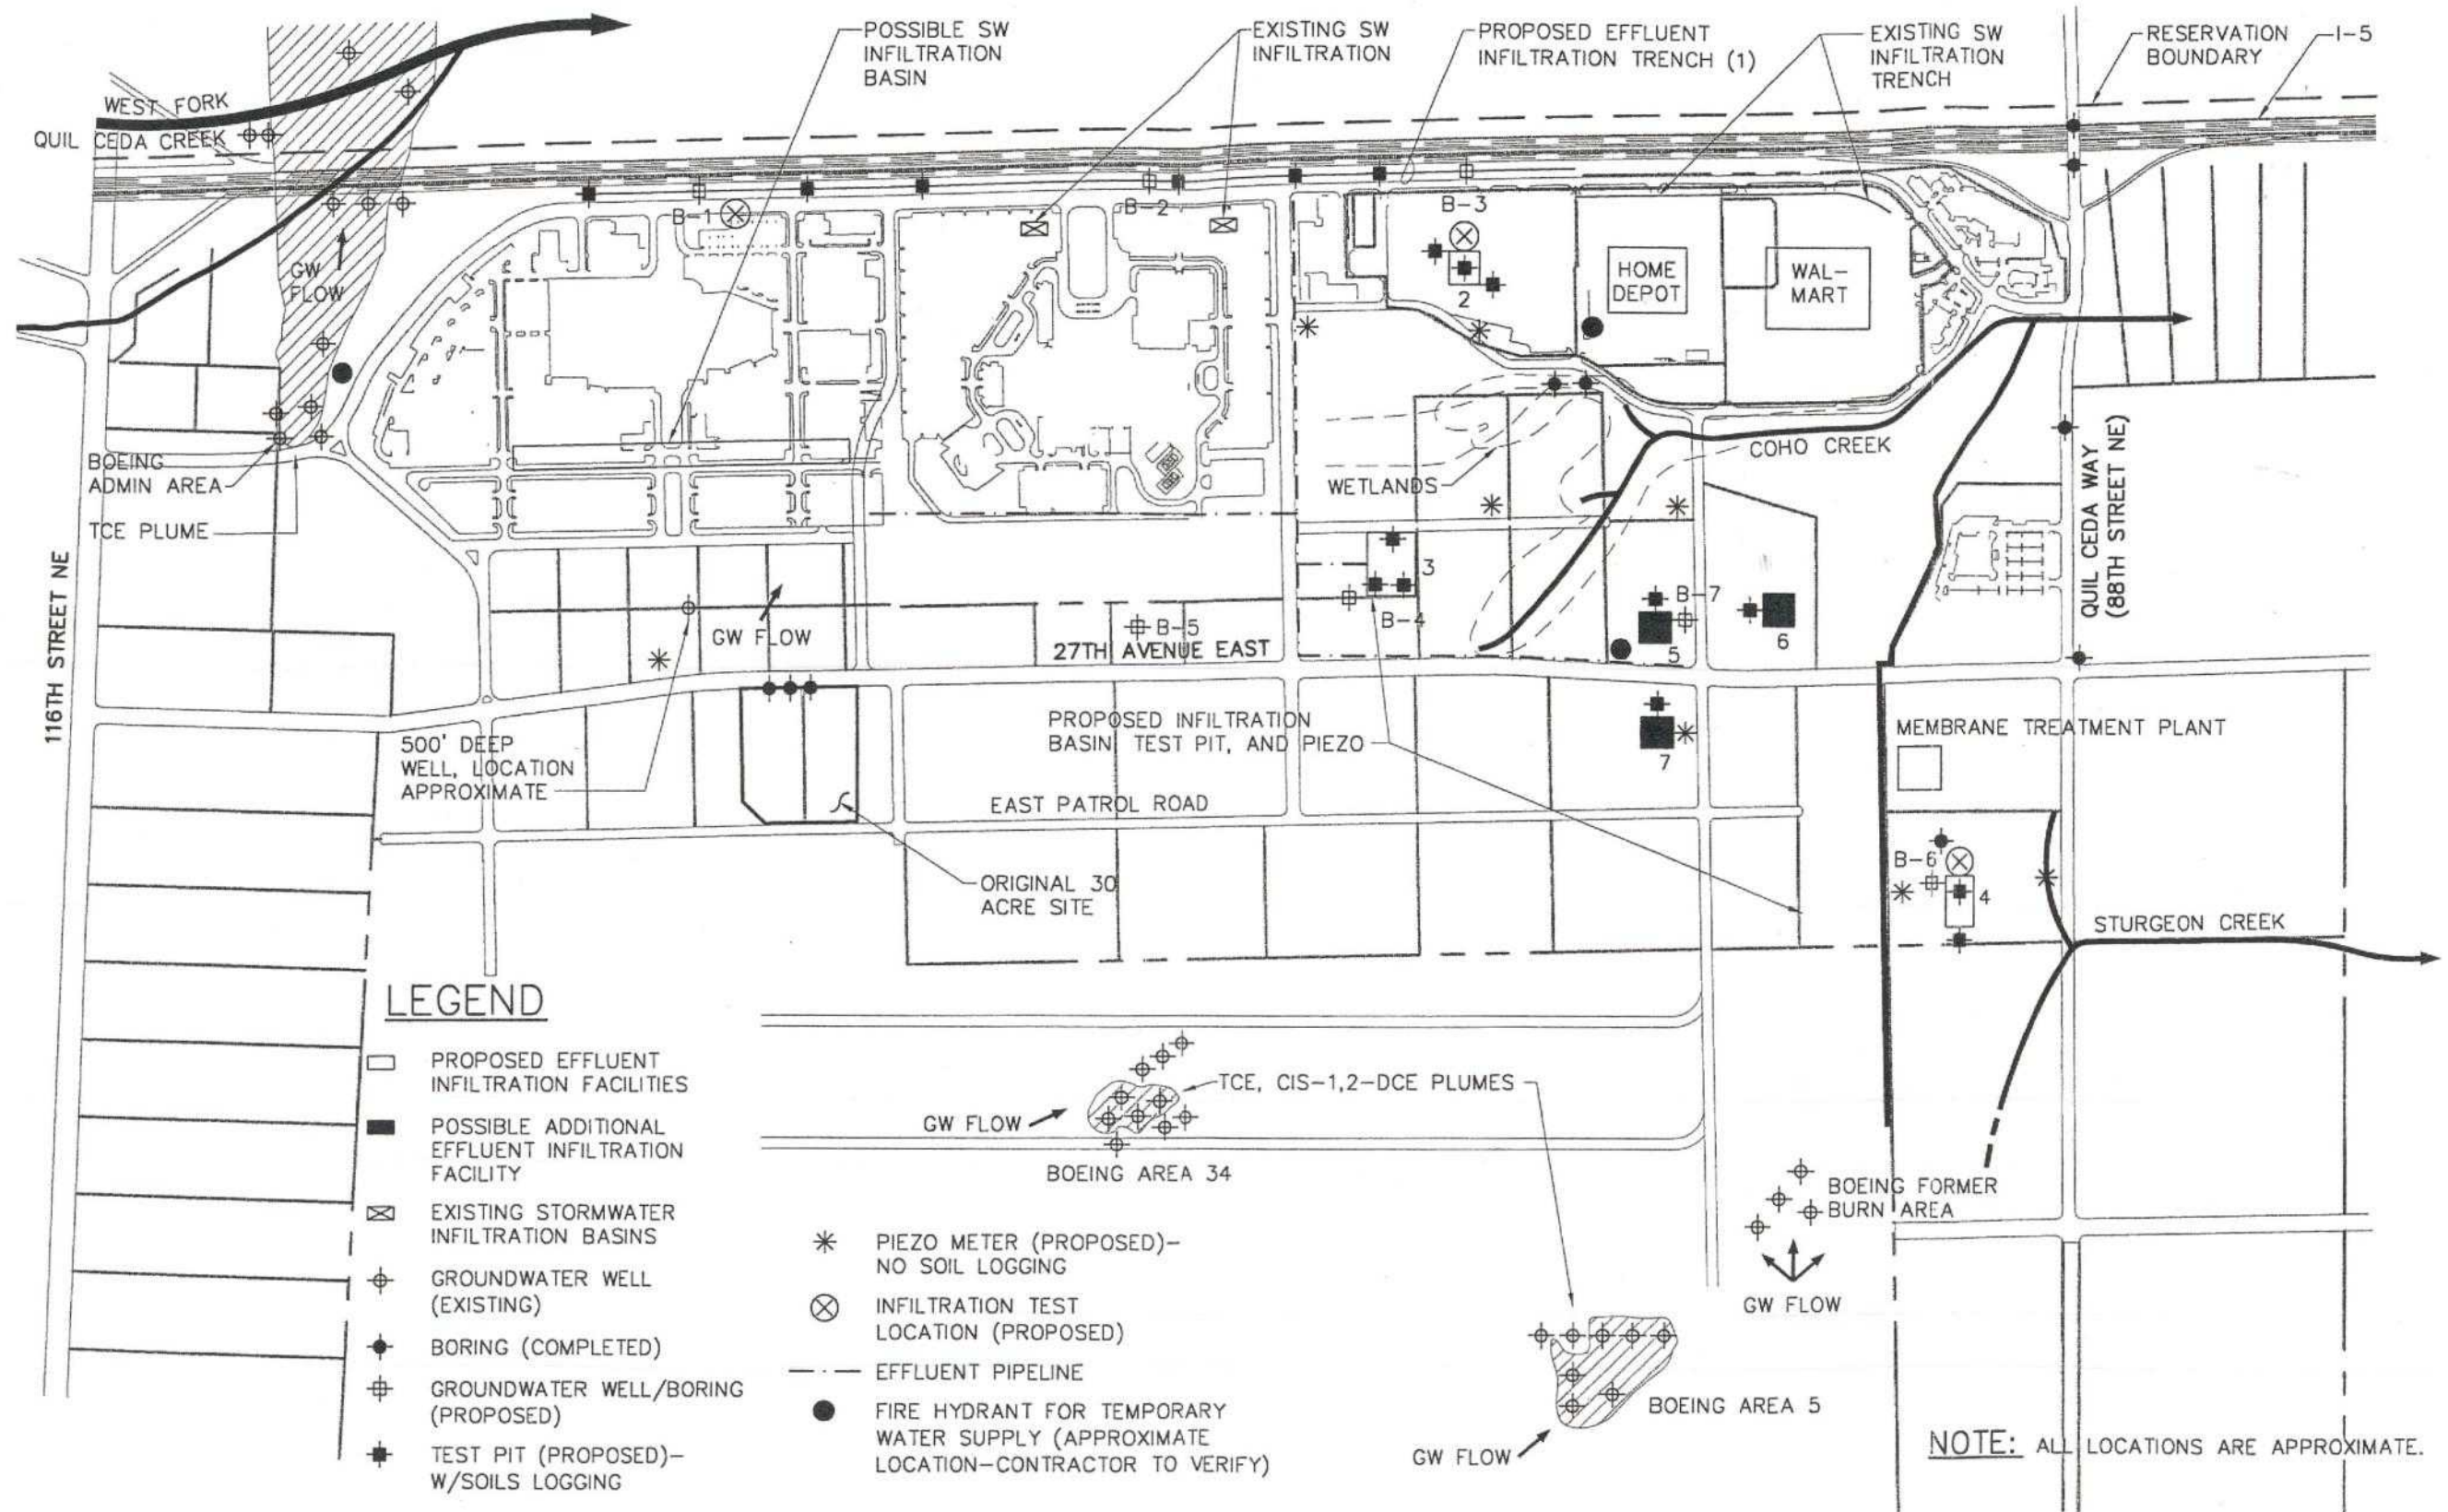 POSSIBLE SW
INFILTRATION
BASIN
EXISTING SW
INFILTRATION
PROPOSED EFFLUENT
INFILTRATION TRENCH (1)
EXISTING SW
INFILTRATION
TRENCH
RESERVATION
BOUNDARY
I-5
WEST FORK
QUIL CEDA CREEK
B-1
B-2
B-3
2
HOME
DEPOT
WAL-
MART
GW
FLOW
BOEING
ADMIN AREA
TCE PLUME
WETLANDS
COHO CREEK
QUIL CEDA WAY
(88TH STREET NE)
116TH STREET NE
GW FLOW
B-5
27TH AVENUE EAST
3
B-4
B-7
5
6
500' DEEP
WELL, LOCATION
APPROXIMATE
PROPOSED INFILTRATION
BASIN, TEST PIT, AND PIEZO
7
MEMBRANE TREATMENT PLANT
EAST PATROL ROAD
ORIGINAL 30
ACRE SITE
B-6
4
STURGEON CREEK
LEGEND
PROPOSED EFFLUENT
INFILTRATION FACILITIES
POSSIBLE ADDITIONAL
EFFLUENT INFILTRATION
FACILITY
EXISTING STORMWATER
INFILTRATION BASINS
GROUNDWATER WELL
(EXISTING)
BORING (COMPLETED)
GROUNDWATER WELL/BORING
(PROPOSED)
TEST PIT (PROPOSED)-
W/SOILS LOGGING
PIEZO METER (PROPOSED)-
NO SOIL LOGGING
INFILTRATION TEST
LOCATION (PROPOSED)
EFFLUENT PIPELINE
FIRE HYDRANT FOR TEMPORARY
WATER SUPPLY (APPROXIMATE
LOCATION-CONTRACTOR TO VERIFY)
TCE, CIS-1,2-DCE PLUMES
GW FLOW
BOEING AREA 34
BOEING FORMER
BURN AREA
GW FLOW
BOEING AREA 5
GW FLOW
NOTE: ALL LOCATIONS ARE APPROXIMATE.